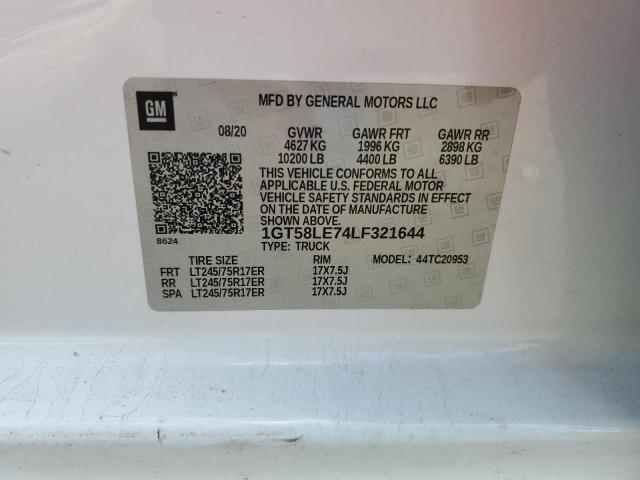 GM
MFD BY GENERAL MOTORS LLC
08/20 GVWR GAWR FRT GAWR RR
4627 KG 1996 KG 2898 KG
10200 LB 4400 LB 6390 LB
THIS VEHICLE CONFORMS TO ALL
APPLICABLE U.S. FEDERAL MOTOR
VEHICLE SAFETY STANDARDS IN EFFECT
ON THE DATE OF MANUFACTURE SHOWN ABOVE.
1GT58LE74LF321644
8624
TYPE: TRUCK
TIRE SIZE RIM MODEL: 44TC20953
FRT LT245/75R17ER 17X7.5J
RR LT245/75R17ER 17X7.5J
SPA LT245/75R17ER 17X7.5J